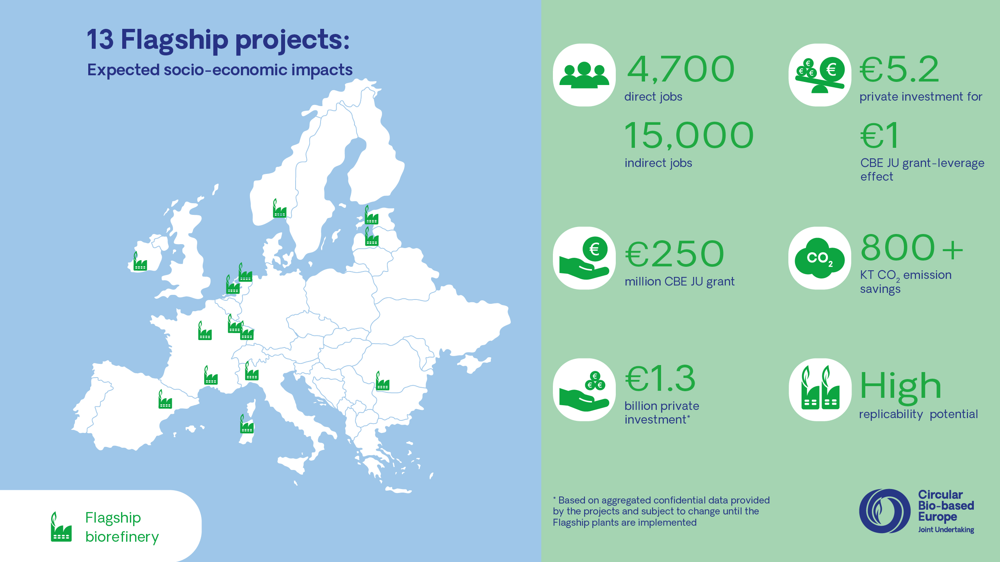 13 Flagship projects:
Expected socio-economic impacts
Flagship
biorefinery
4,700
direct jobs
15,000
indirect jobs
€
€
€
€
€5.2
private investment for
€1
CBE JU grant-leverage
effect
€
€250
million CBE JU grant
CO₂
800+
KT CO₂ emission
savings
€
€
€
€1.3
billion private
investment*
High
replicability potential
* Based on aggregated confidential data provided
by the projects and subject to change until the
Flagship plants are implemented
Circular
Bio-based
Europe
Joint Undertaking